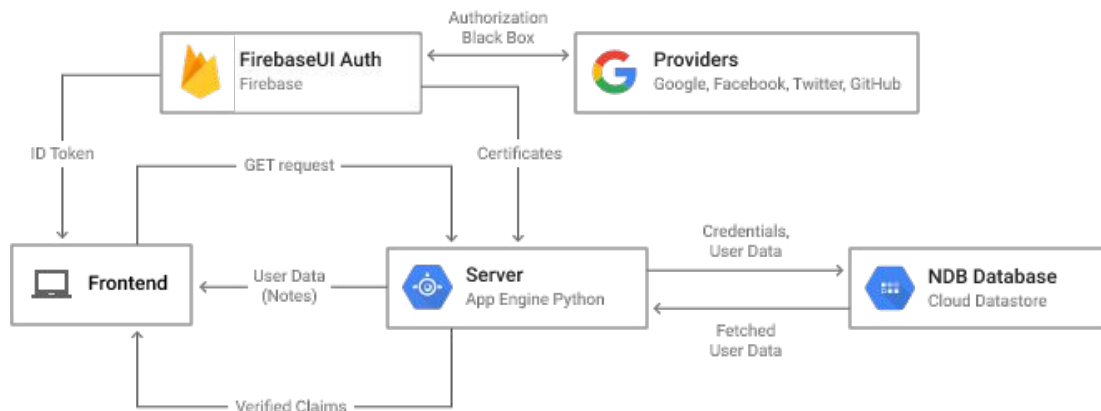 Authorization
Black Box
FirebaseUI Auth
Firebase
Providers
Google, Facebook, Twitter, GitHub
ID Token
Certificates
GET request
Credentials,
User Data
Frontend
User Data
(Notes)
Server
App Engine Python
NDB Database
Cloud Datastore
Fetched
User Data
Verified Claims